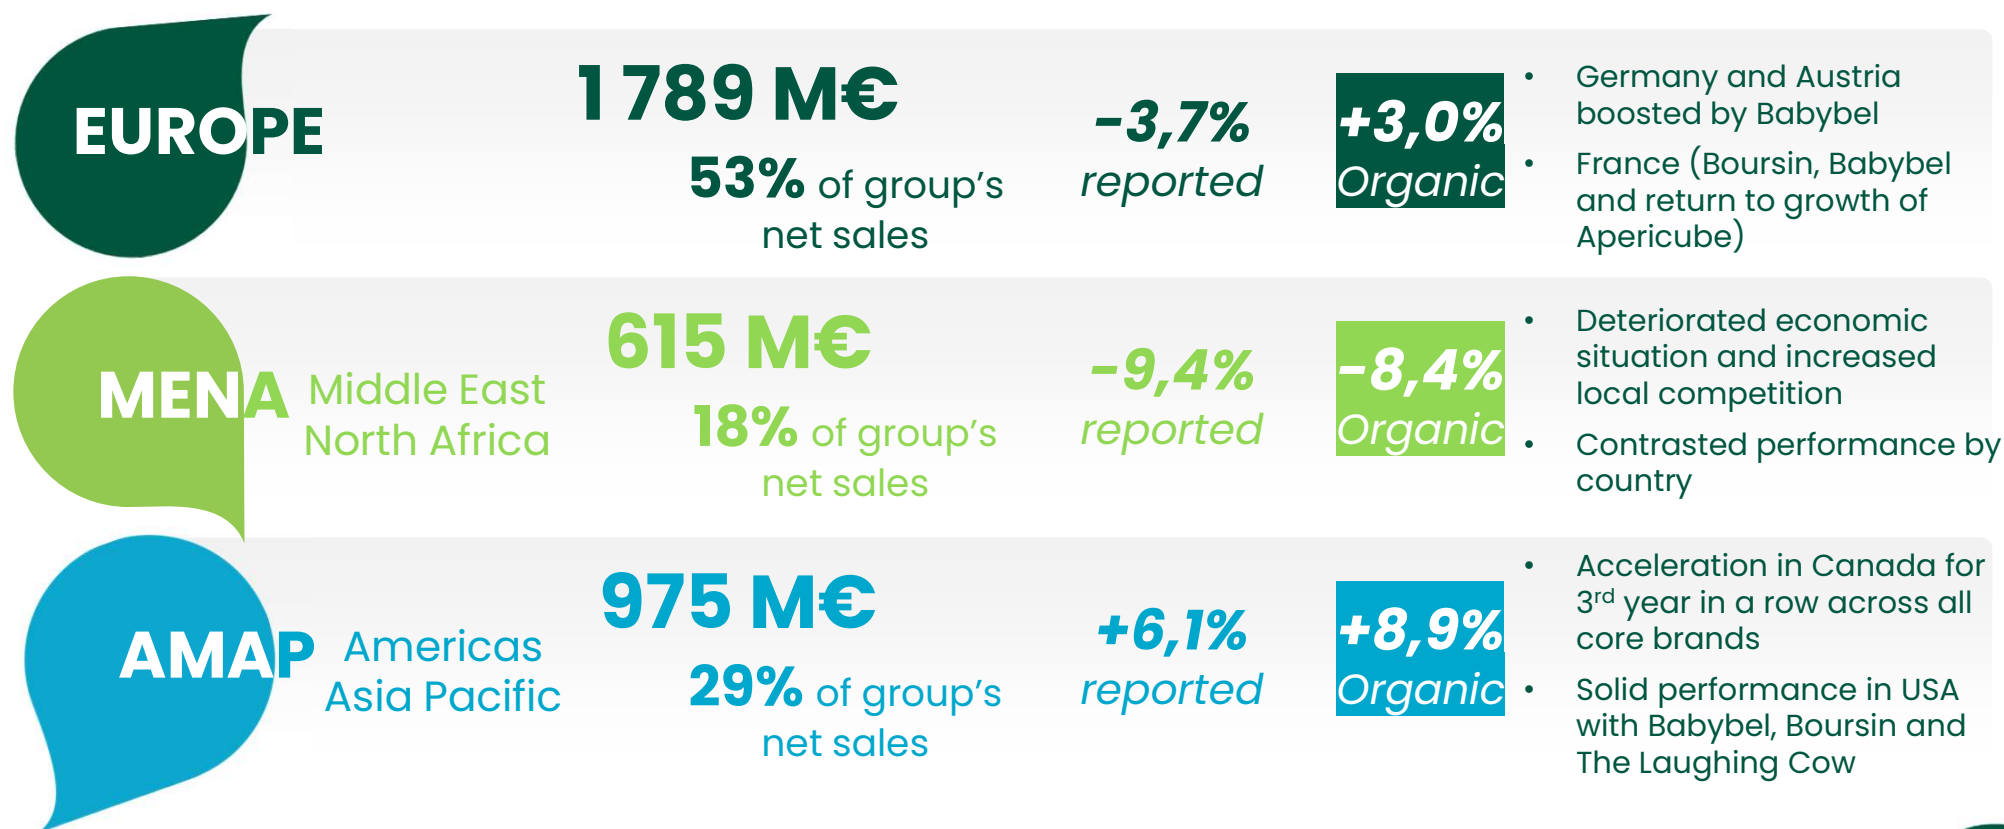 EUROPE
1 789 M€
53% of group’s
net sales
-3,7%
reported
+3,0%
Organic
• Germany and Austria
boosted by Babybel
• France (Boursin, Babybel
and return to growth of
Apericube)
MENA
Middle East
North Africa
615 M€
18% of group’s
net sales
-9,4%
reported
-8,4%
Organic
• Deteriorated economic
situation and increased
local competition
• Contrasted performance by
country
AMAP
Americas
Asia Pacific
975 M€
29% of group’s
net sales
+6,1%
reported
+8,9%
Organic
• Acceleration in Canada for
3rd year in a row across all
core brands
• Solid performance in USA
with Babybel, Boursin and
The Laughing Cow